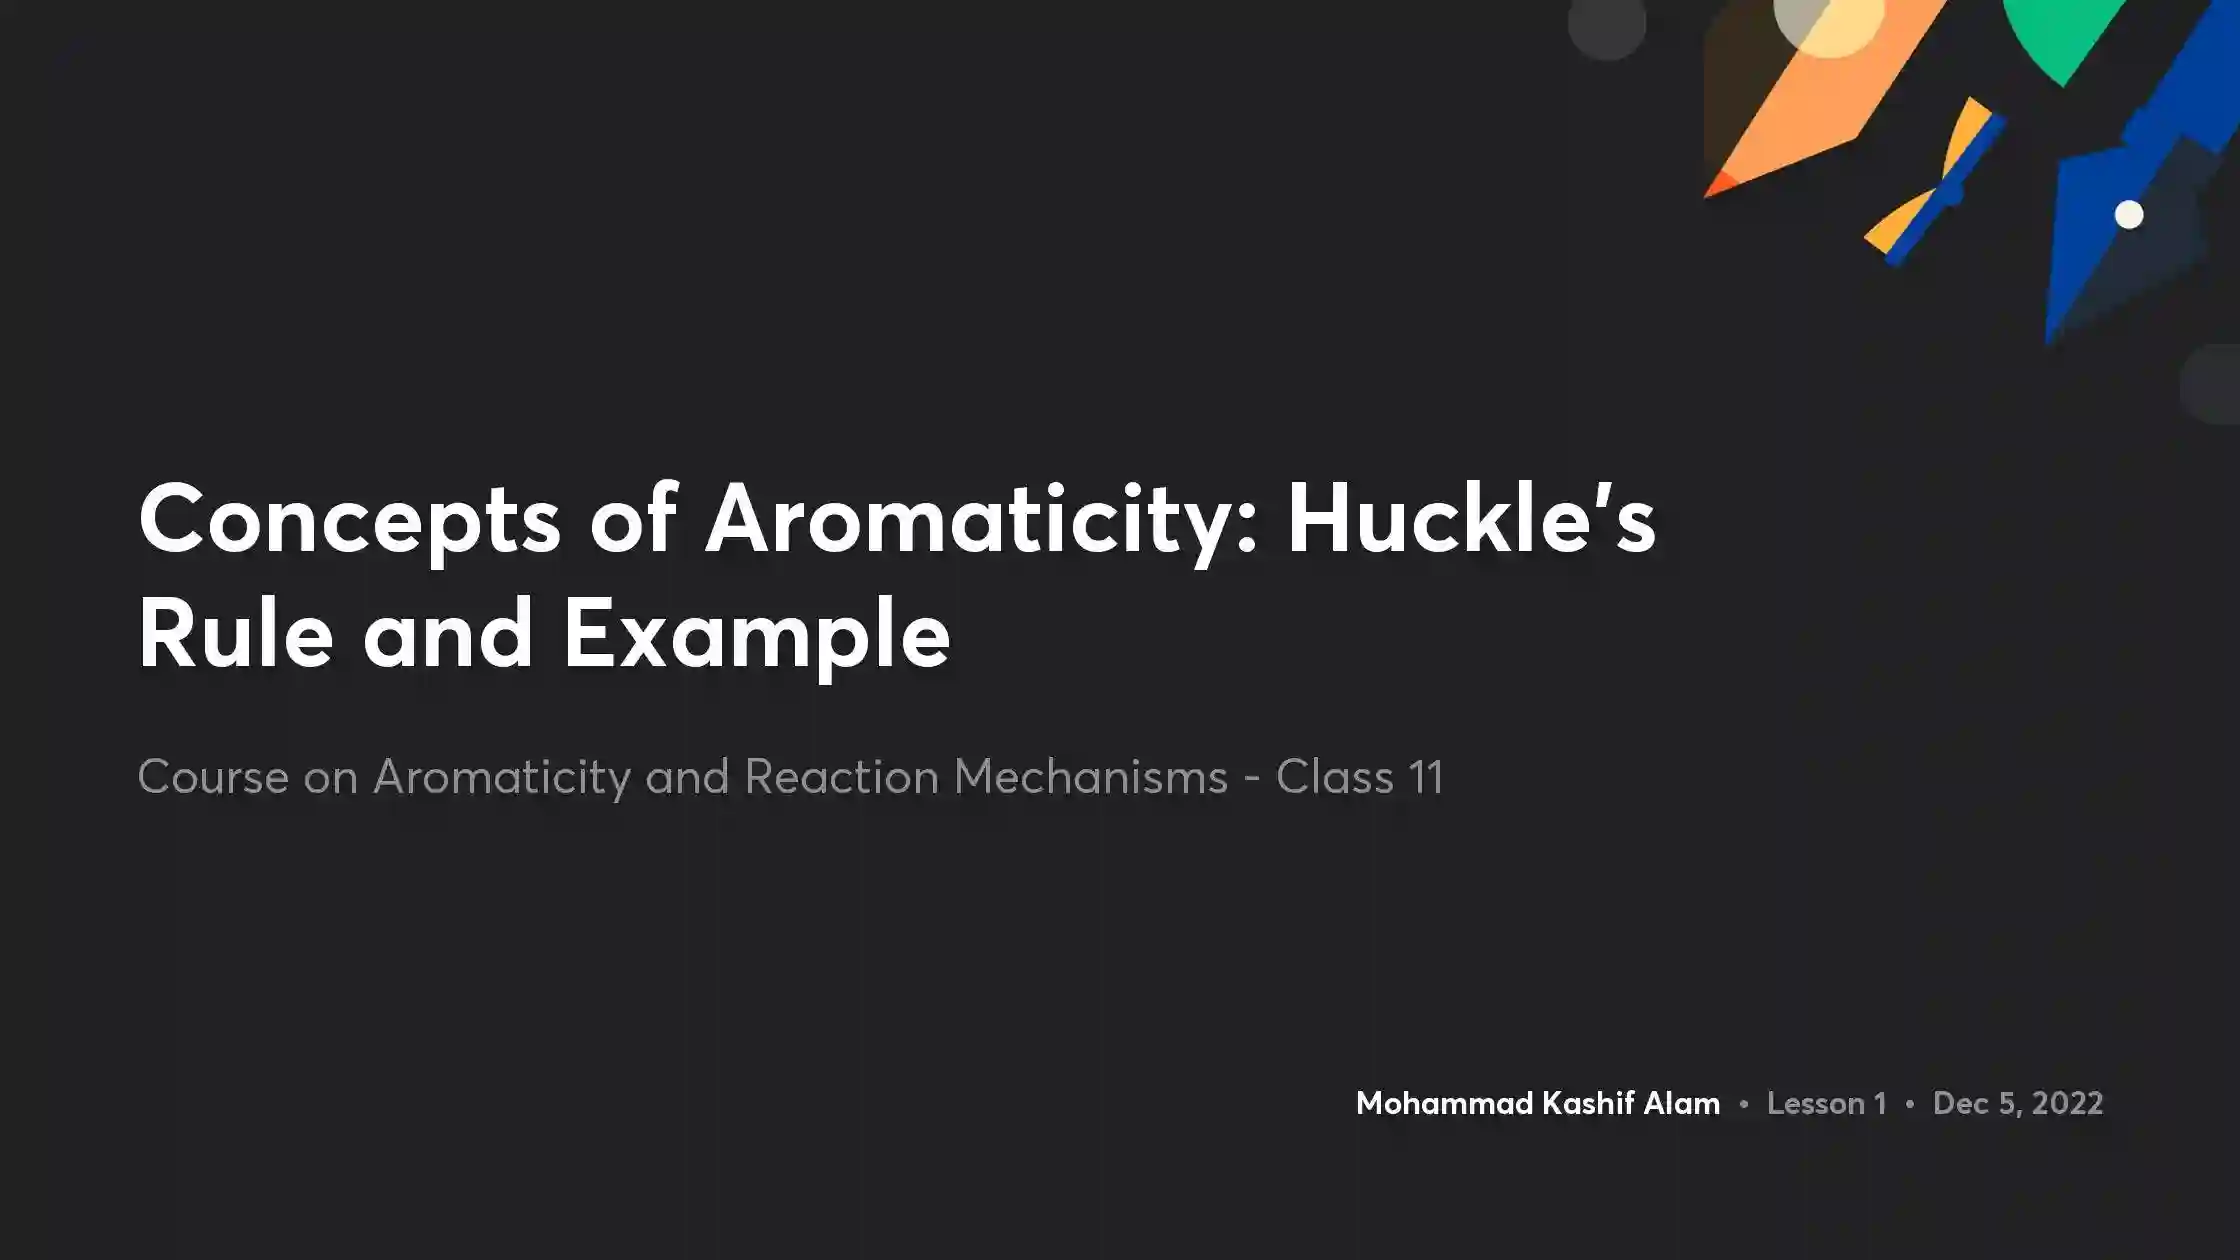 Concepts of Aromaticity: Huckle's
Rule and Example
Course on Aromaticity and Reaction Mechanisms - Class 11
Mohammad Kashif Alam • Lesson 1 • Dec 5, 2022